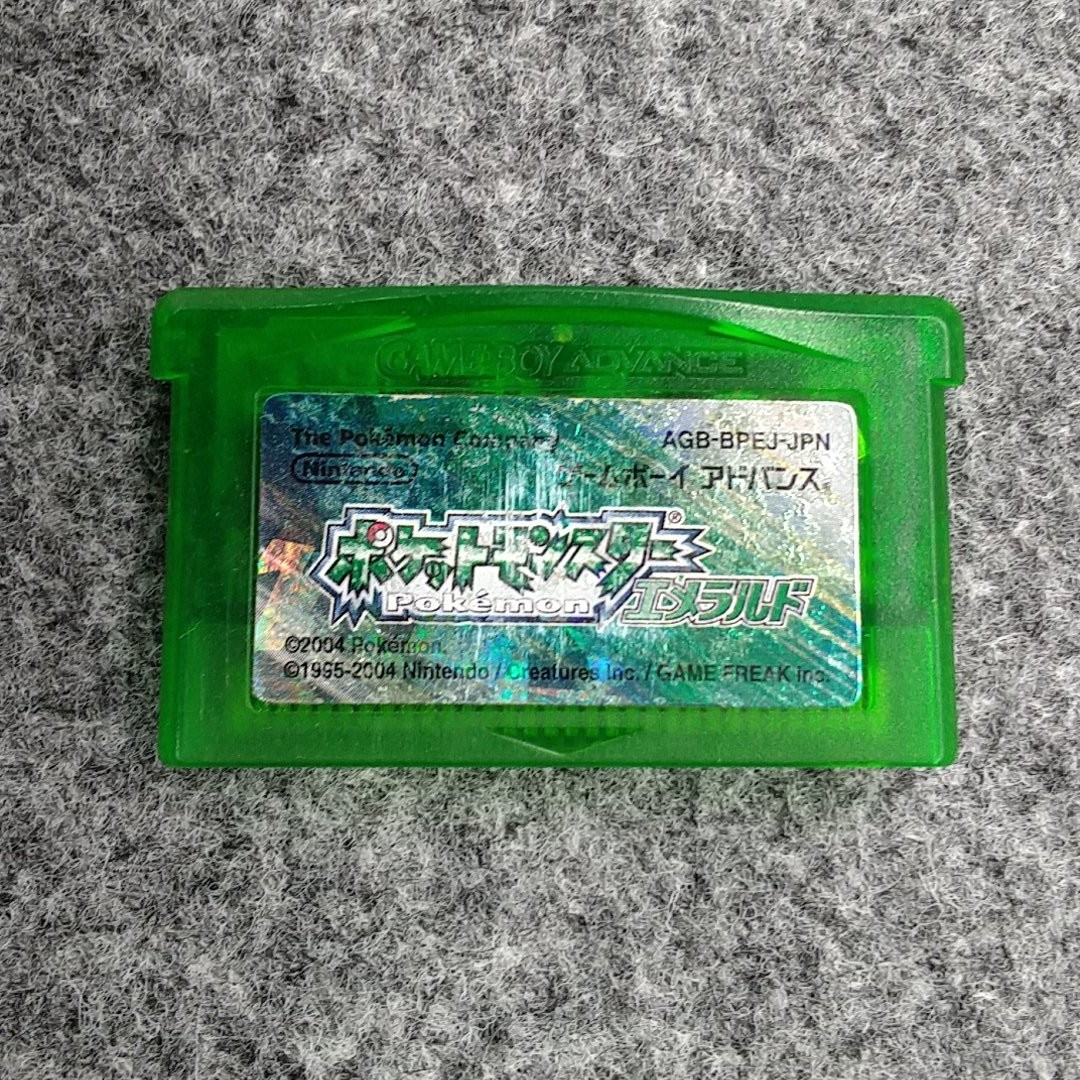 GAME BOY ADVANCE
The Pokémon Company AGB-BPEJ-JPN
Nintendo® ゲームボーイ アドバンス®
ポケットモンスター®
Pokémon エメラルド
©2004 Pokémon.
©1995-2004 Nintendo / Creatures Inc. / GAME FREAK inc.